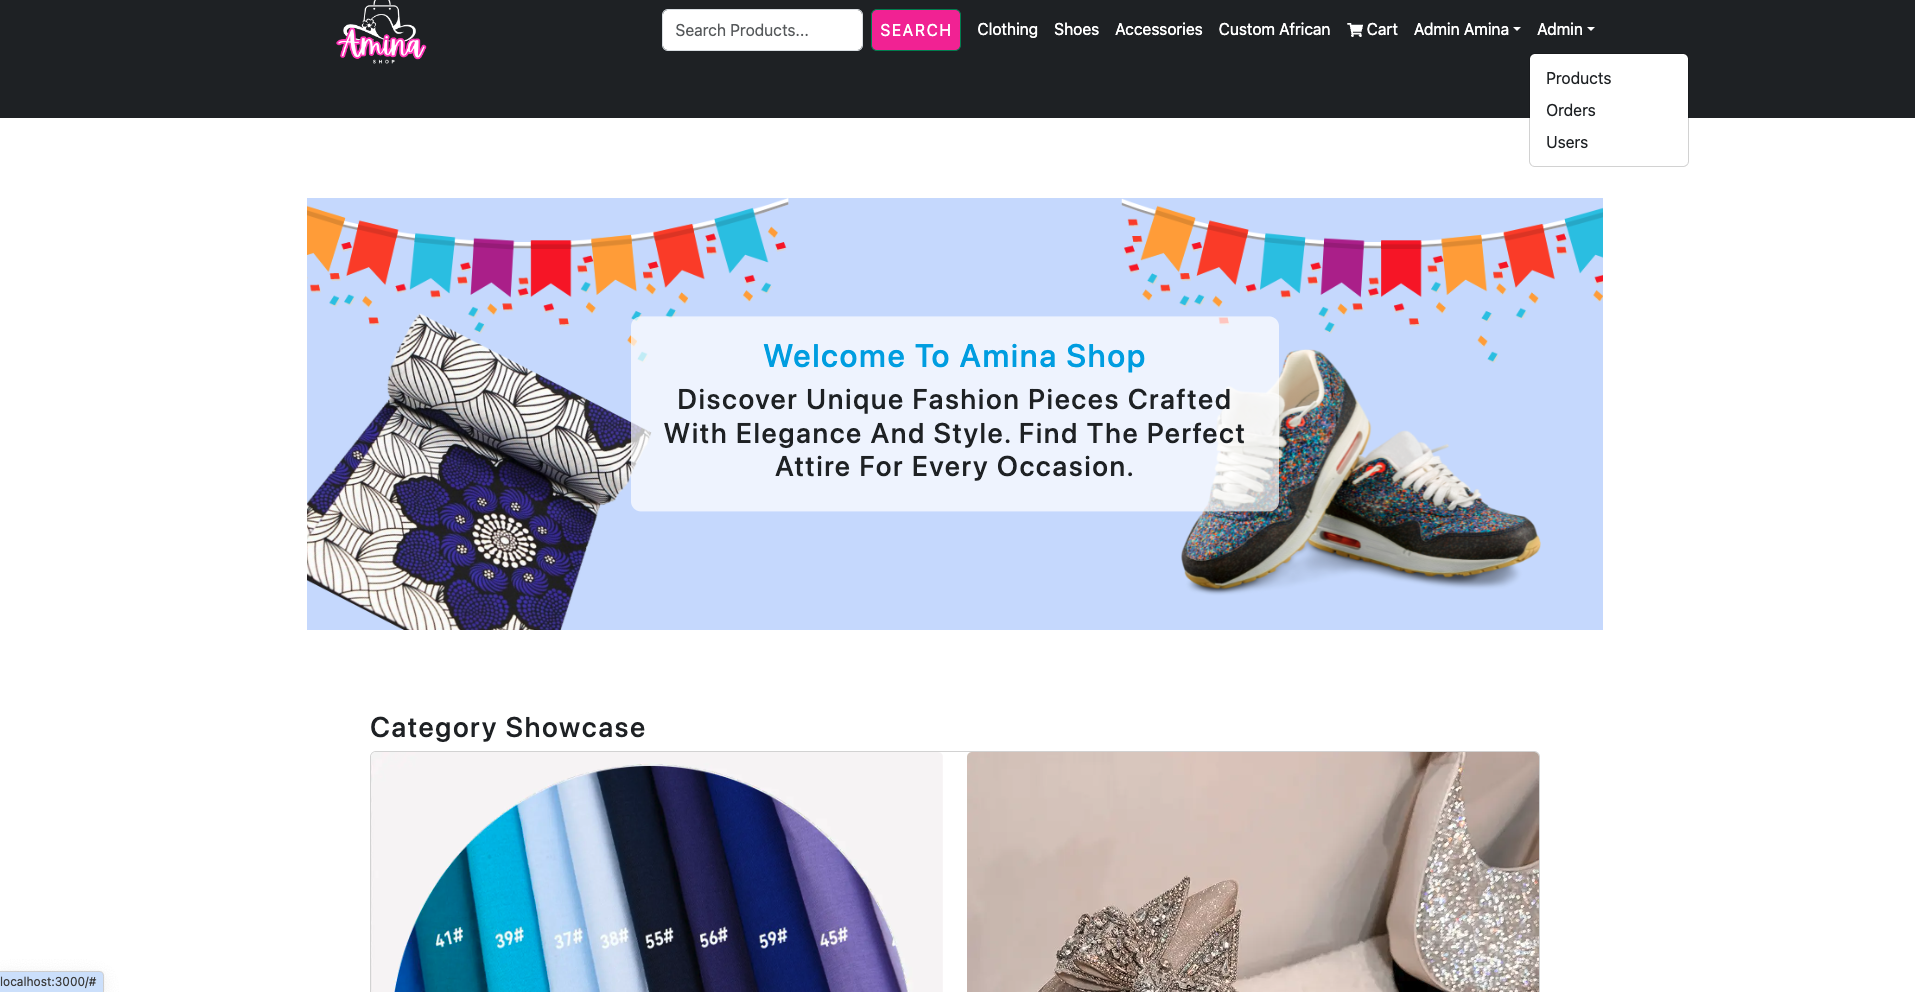 Amina
SHOP
Search Products...
SEARCH
Clothing
Shoes
Accessories
Custom African
Cart
Admin Amina
Admin
Products
Orders
Users
Welcome To Amina Shop
Discover Unique Fashion Pieces Crafted
With Elegance And Style. Find The Perfect
Attire For Every Occasion.
Category Showcase
41#
39#
37#
38#
55#
56#
59#
45#
localhost:3000/#